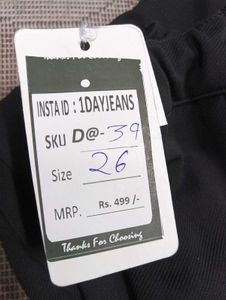 INSTA ID : 1DAYJEANS
SKU D@-39
Size 26
MRP. Rs. 499 /-
Thanks For Choosing